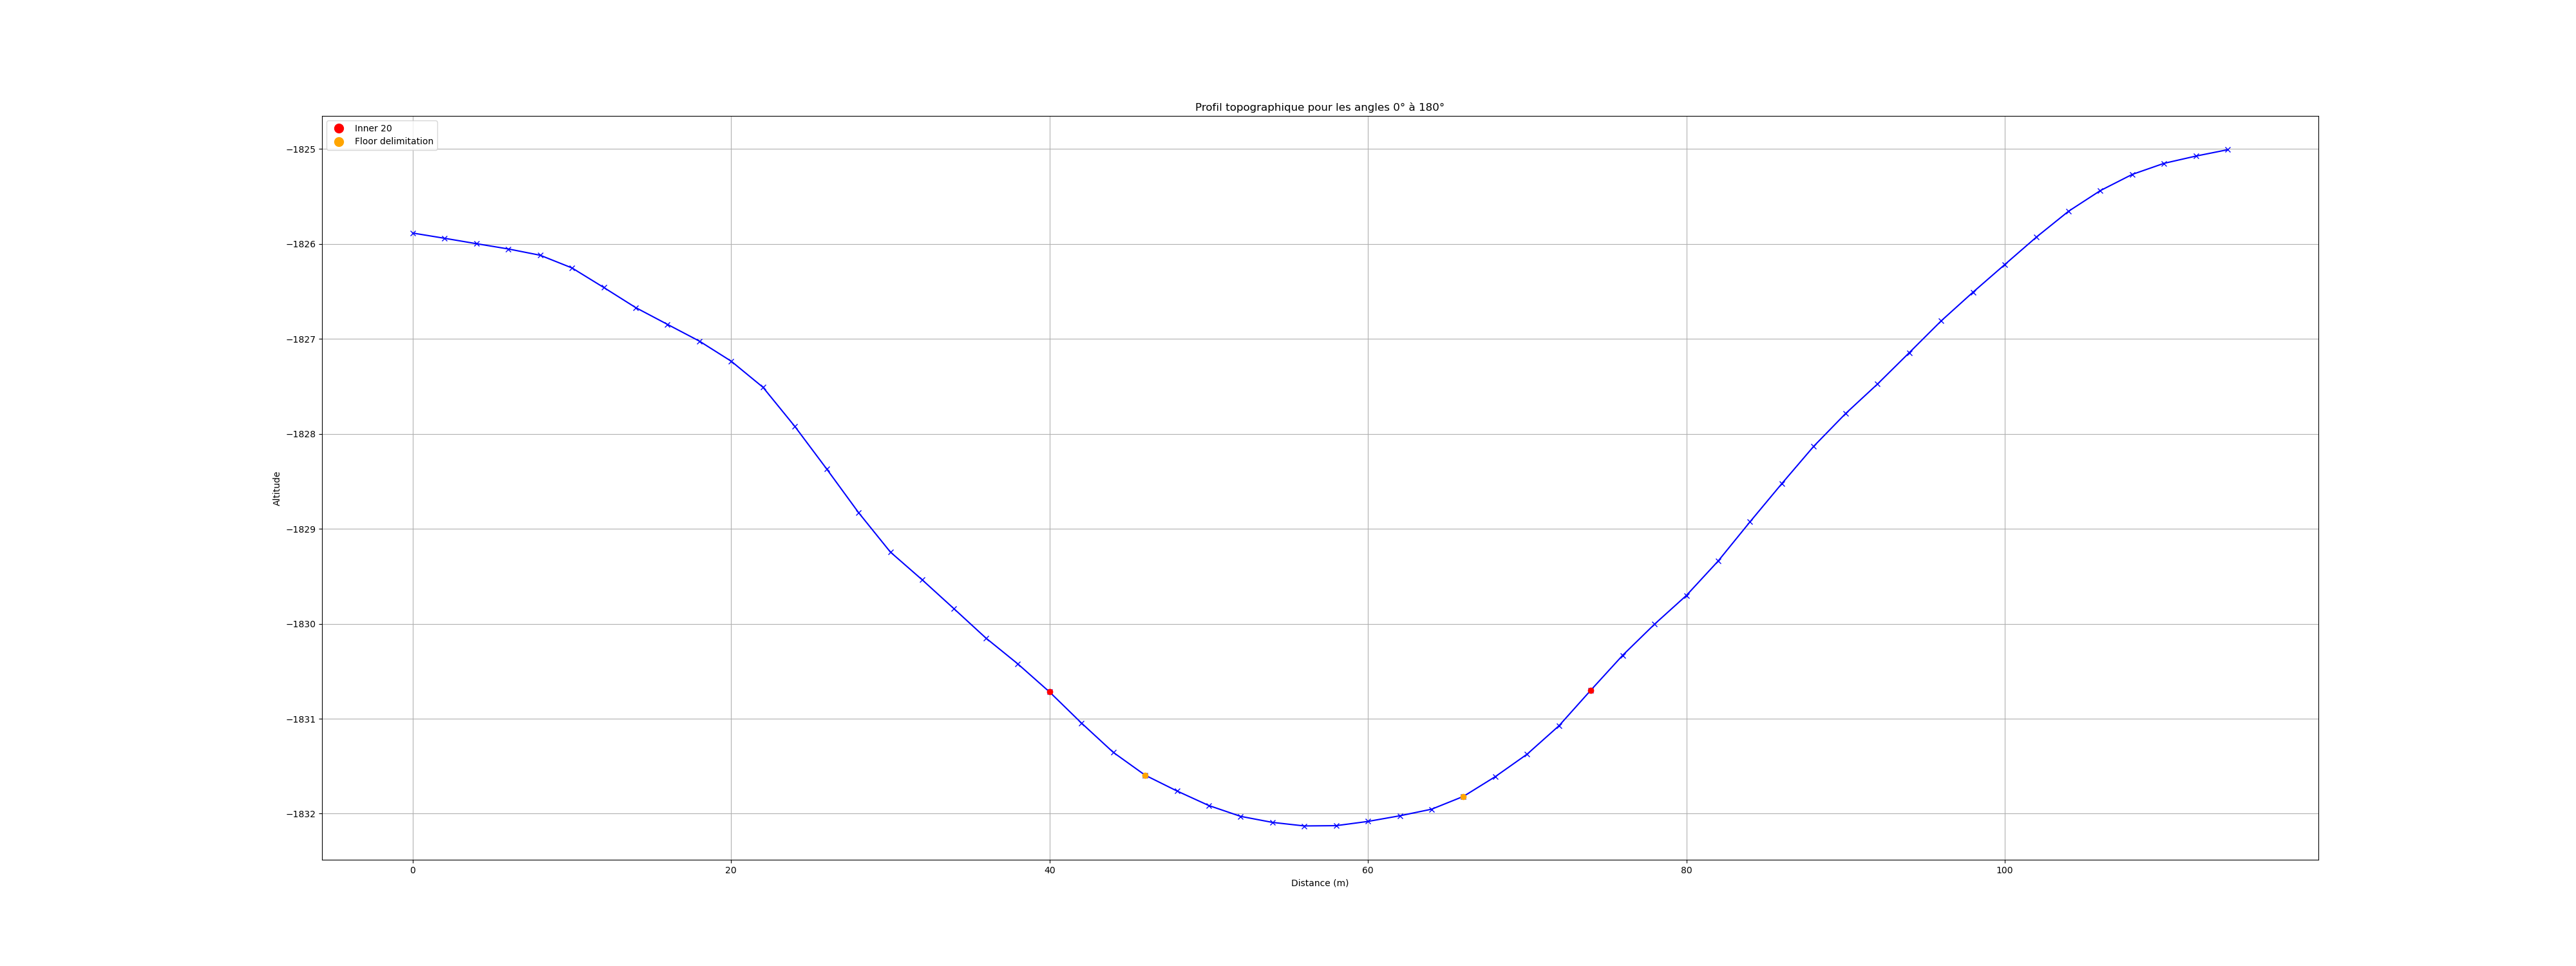 Profil topographique pour les angles 0° à 180°
Inner 20
Floor delimitation
−1825
−1826
−1827
−1828
−1829
−1830
−1831
−1832
Altitude
0 20 40 60 80 100
Distance (m)